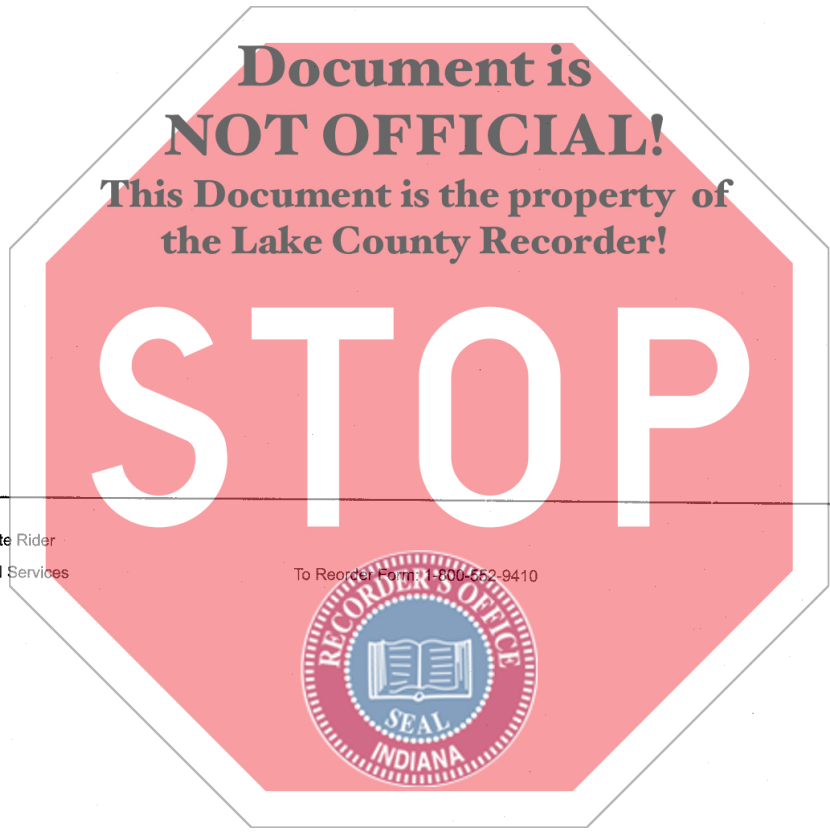 Document is
NOT OFFICIAL!
This Document is the property of
the Lake County Recorder!
STOP
te Rider
l Services
To Reorder Form: 1-800-552-9410
RECORDER'S OFFICE
SEAL
INDIANA